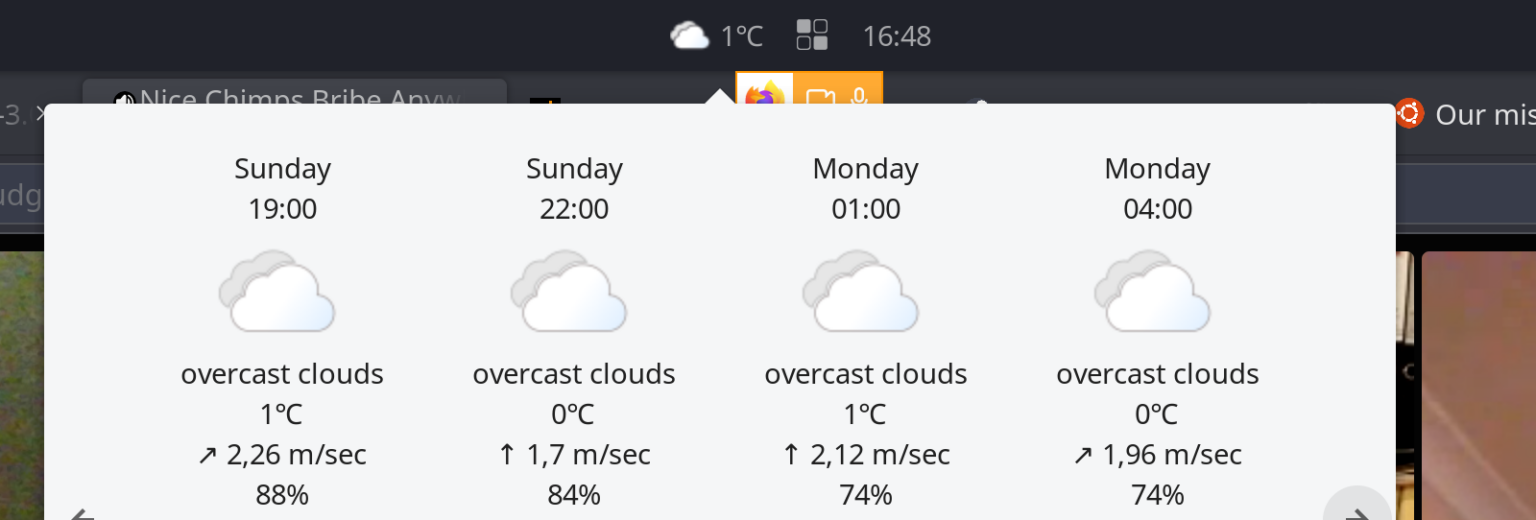 1℃ 16:48
-3. Nice Chimps Bribe Anyw Our mis
udg
Sunday Sunday Monday Monday
19:00 22:00 01:00 04:00
overcast clouds overcast clouds overcast clouds overcast clouds
1℃ 0℃ 1℃ 0℃
↗ 2,26 m/sec ↑ 1,7 m/sec ↑ 2,12 m/sec ↗ 1,96 m/sec
88% 84% 74% 74%